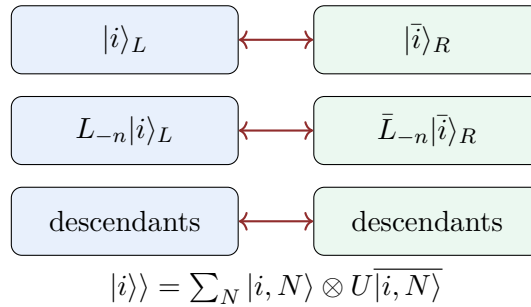 |i⟩_L |ī⟩_R
L_{-n}|i⟩_L L̄_{-n}|ī⟩_R
descendants descendants
|i⟩⟩ = ∑_N |i, N⟩ ⊗ U\overline{|i, N⟩}